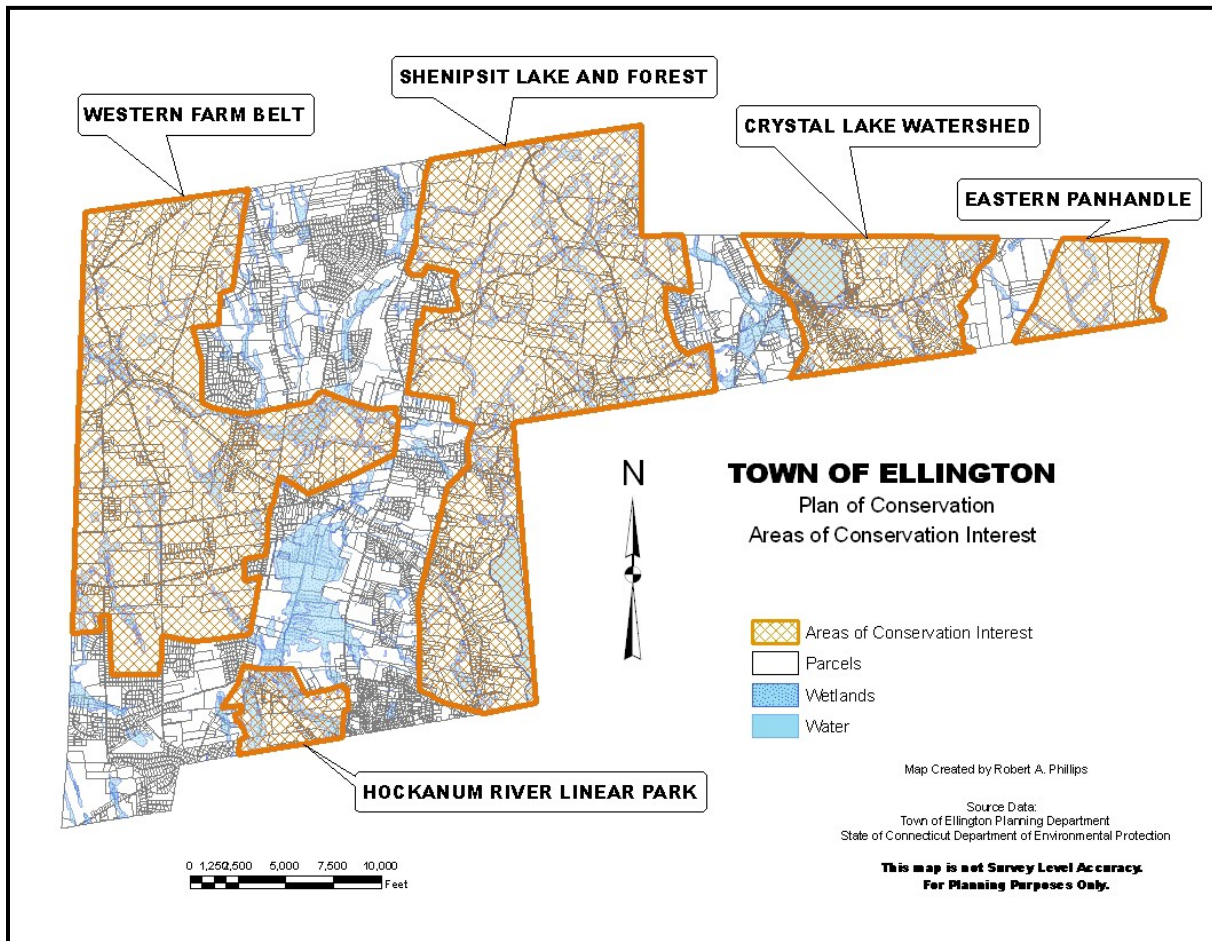 SHENIPSIT LAKE AND FOREST
WESTERN FARM BELT
CRYSTAL LAKE WATERSHED
EASTERN PANHANDLE
N
TOWN OF ELLINGTON
Plan of Conservation
Areas of Conservation Interest
Areas of Conservation Interest
Parcels
Wetlands
Water
HOCKANUM RIVER LINEAR PARK
Map Created by Robert A. Phillips
Source Data:
Town of Ellington Planning Department
State of Connecticut Department of Environmental Protection
0 1,250 2,500 5,000 7,500 10,000
Feet
This map is not Survey Level Accuracy.
For Planning Purposes Only.